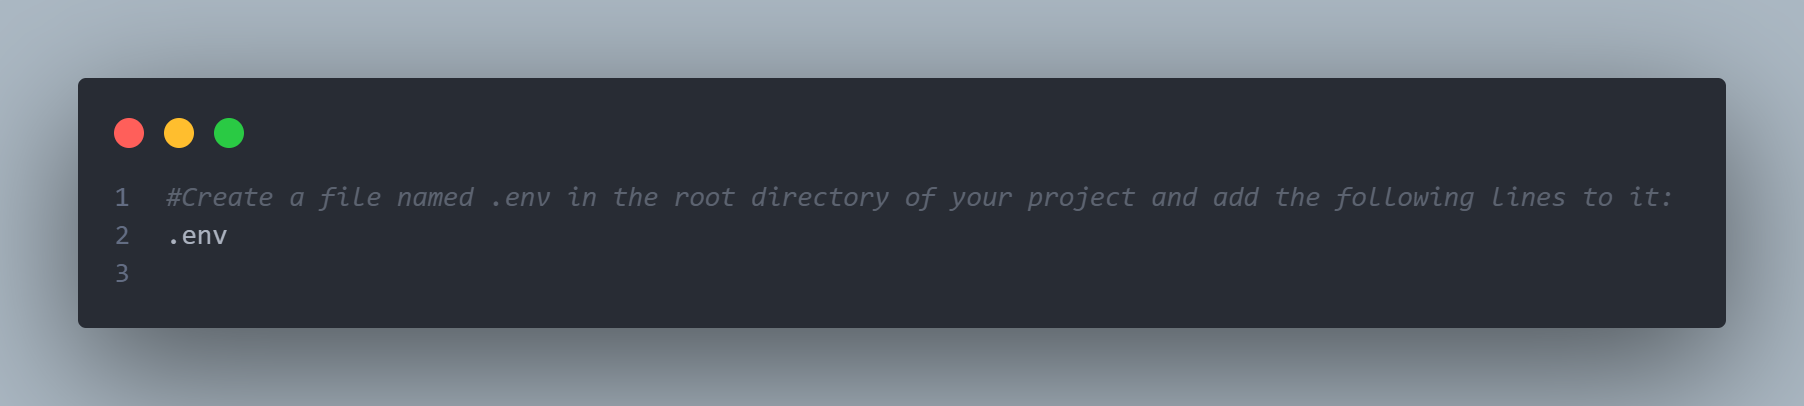 1 #Create a file named .env in the root directory of your project and add the following lines to it:
2 .env
3